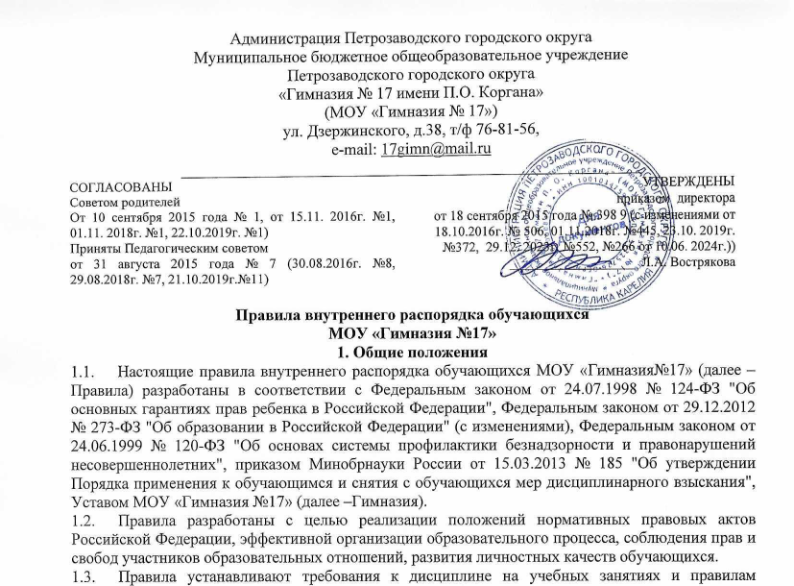 Администрация Петрозаводского городского округа
Муниципальное бюджетное общеобразовательное учреждение
Петрозаводского городского округа
«Гимназия № 17 имени П.О. Коргана»
(МОУ «Гимназия № 17»)
ул. Дзержинского, д.38, т/ф 76-81-56,
e-mail: 17gimn@mail.ru
СОГЛАСОВАНЫ
Советом родителей
От 10 сентября 2015 года № 1, от 15.11. 2016г. №1,
01.11. 2018г. №1, 22.10.2019г. №1)
Приняты Педагогическим советом
от 31 августа 2015 года № 7 (30.08.2016г. №8,
29.08.2018г. №7, 21.10.2019г.№11)
УТВЕРЖДЕНЫ
приказом директора
от 18 сентября 2015 года № 398 9 (с изменениями от
18.10.2016г. № 506, 01.11.2018г. №445, 23.10.2019г.
№372, 29.12.2023г. №552, №266 от 10.06. 2024г.))
Л.А. Вострякова
Для документов
РЕСПУБЛИКА КАРЕЛИЯ
Правила внутреннего распорядка обучающихся
МОУ «Гимназия №17»
1. Общие положения
1.1. Настоящие правила внутреннего распорядка обучающихся МОУ «Гимназия№17» (далее –
Правила) разработаны в соответствии с Федеральным законом от 24.07.1998 № 124-ФЗ "Об
основных гарантиях прав ребенка в Российской Федерации", Федеральным законом от 29.12.2012
№ 273-ФЗ "Об образовании в Российской Федерации" (с изменениями), Федеральным законом от
24.06.1999 № 120-ФЗ "Об основах системы профилактики безнадзорности и правонарушений
несовершеннолетних", приказом Минобрнауки России от 15.03.2013 № 185 "Об утверждении
Порядка применения к обучающимся и снятия с обучающихся мер дисциплинарного взыскания",
Уставом МОУ «Гимназия №17» (далее –Гимназия).
1.2. Правила разработаны с целью реализации положений нормативных правовых актов
Российской Федерации, эффективной организации образовательного процесса, соблюдения прав и
свобод участников образовательных отношений, развития личностных качеств обучающихся.
1.3. Правила устанавливают требования к дисциплине на учебных занятиях и правилам